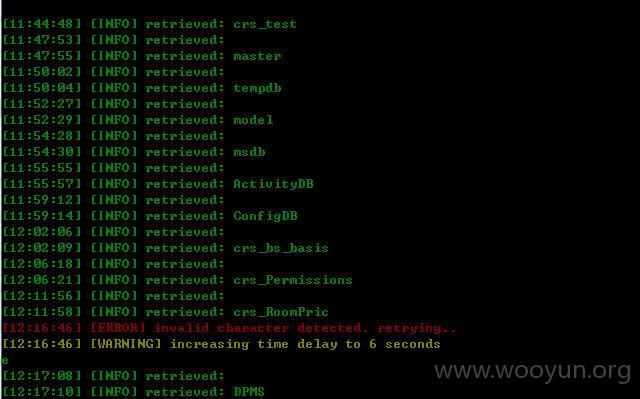 [11:44:48] [INFO] retrieved: crs_test
[11:47:53] [INFO] retrieved:
[11:47:55] [INFO] retrieved: master
[11:50:02] [INFO] retrieved:
[11:50:04] [INFO] retrieved: tempdb
[11:52:27] [INFO] retrieved:
[11:52:29] [INFO] retrieved: model
[11:54:28] [INFO] retrieved:
[11:54:30] [INFO] retrieved: msdb
[11:55:55] [INFO] retrieved:
[11:55:57] [INFO] retrieved: ActivityDB
[11:59:12] [INFO] retrieved:
[11:59:14] [INFO] retrieved: ConfigDB
[12:02:06] [INFO] retrieved:
[12:02:09] [INFO] retrieved: crs_bs_basis
[12:06:18] [INFO] retrieved:
[12:06:21] [INFO] retrieved: crs_Permissions
[12:11:56] [INFO] retrieved:
[12:11:58] [INFO] retrieved: crs_RoomPric
[12:16:46] [ERROR] invalid character detected. retrying..
[12:16:46] [WARNING] increasing time delay to 6 seconds
e
[12:17:08] [INFO] retrieved:
[12:17:10] [INFO] retrieved: DPMS
www.wooyun.org